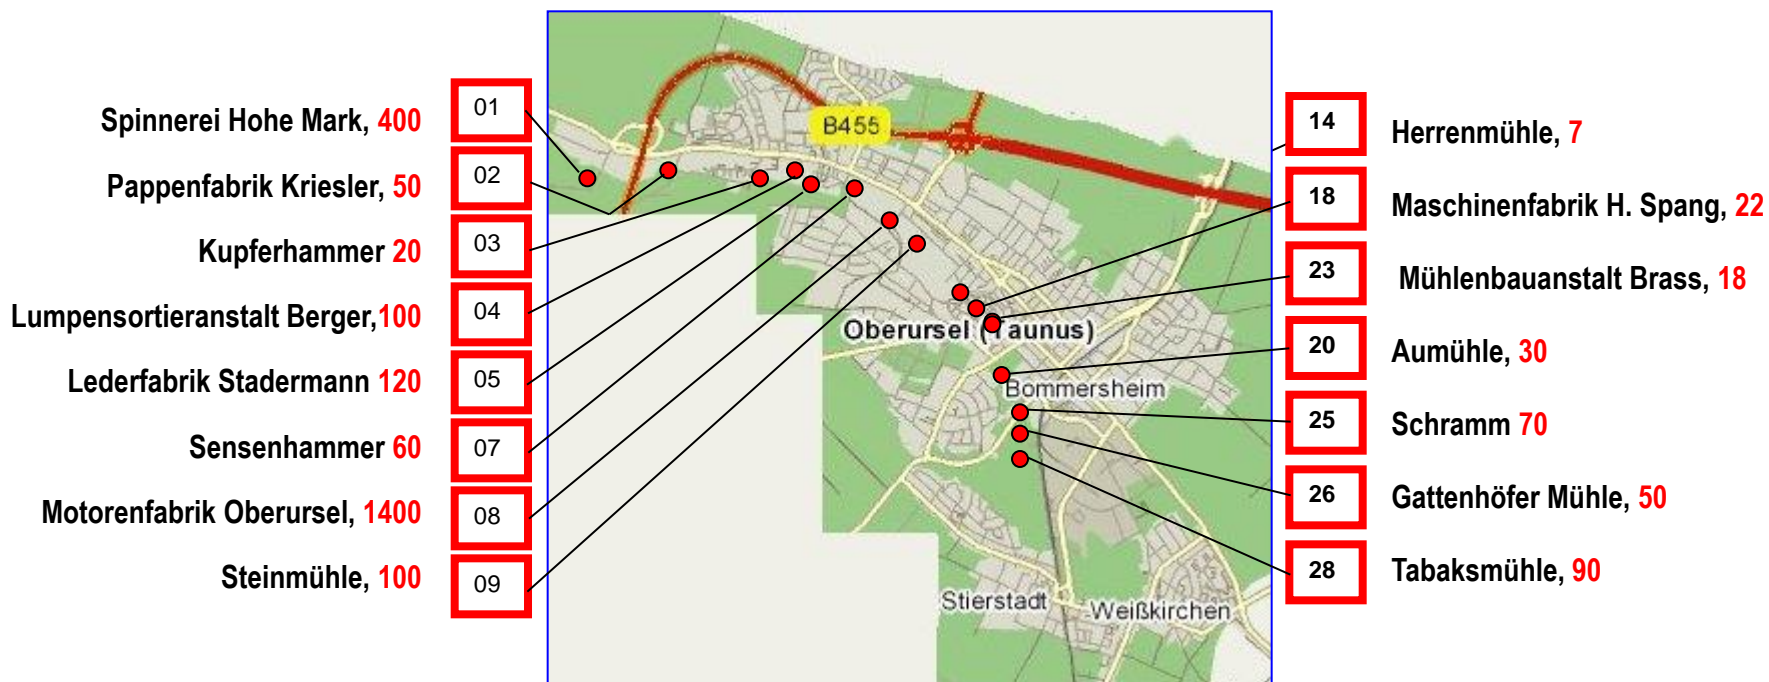 Spinnerei Hohe Mark, 400
01
Pappenfabrik Kriesler, 50
02
Kupferhammer 20
03
Lumpensortieranstalt Berger,100
04
Lederfabrik Stadermann 120
05
Sensenhammer 60
07
Motorenfabrik Oberursel, 1400
08
Steinmühle, 100
09
B455
Oberursel (Taunus)
Bommersheim
Stierstadt
Weißkirchen
14
Herrenmühle, 7
18
Maschinenfabrik H. Spang, 22
23
Mühlenbauanstalt Brass, 18
20
Aumühle, 30
25
Schramm 70
26
Gattenhöfer Mühle, 50
28
Tabaksmühle, 90